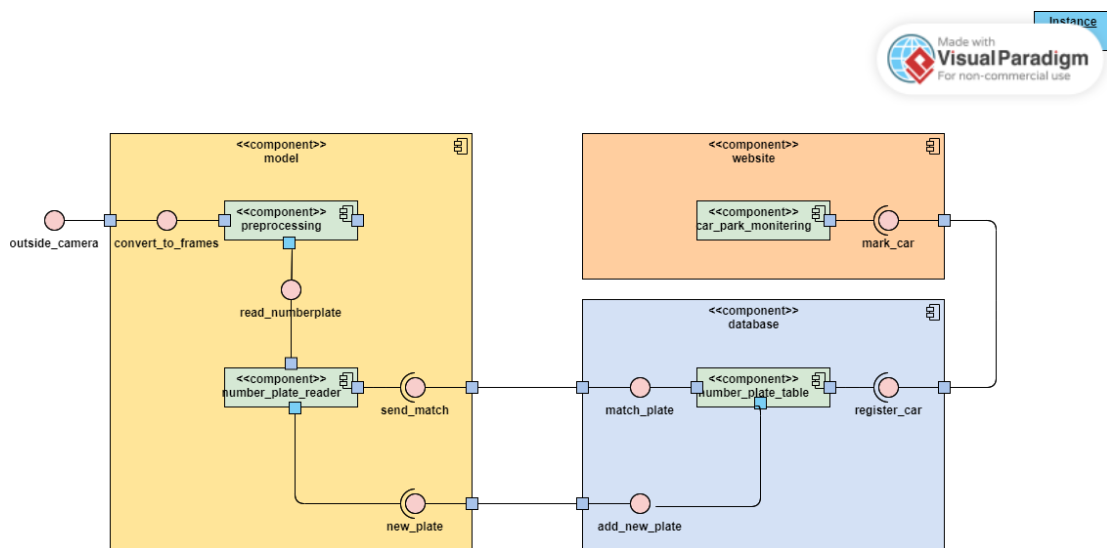 Instance
Made with
Visual Paradigm
For non-commercial use
<<component>>
model
<<component>>
website
<<component>>
preprocessing
<<component>>
car_park_monitering
outside_camera
convert_to_frames
mark_car
read_numberplate
<<component>>
database
<<component>>
number_plate_reader
<<component>>
number_plate_table
send_match
match_plate
register_car
new_plate
add_new_plate